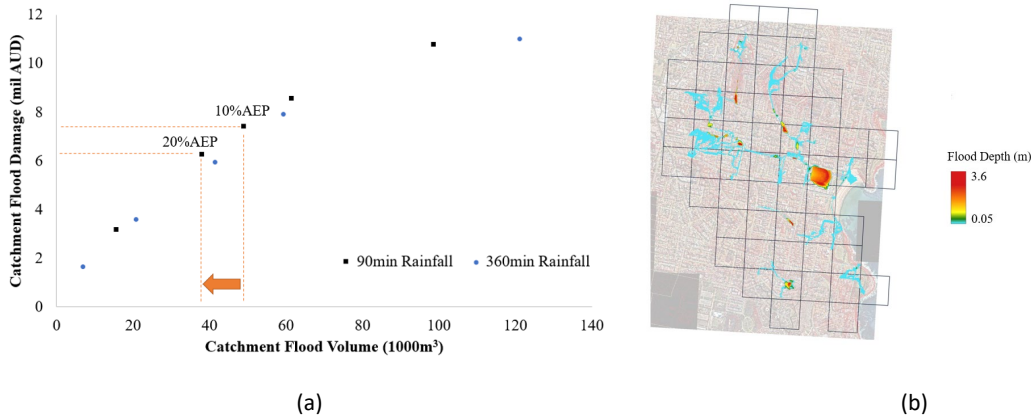 12
10
8
6
4
2
0
Catchment Flood Damage (mil AUD)
10%AEP
20%AEP
90min Rainfall
360min Rainfall
0
20
40
60
80
100
120
140
Catchment Flood Volume (1000m³)
(a)
Flood Depth (m)
3.6
0.05
(b)